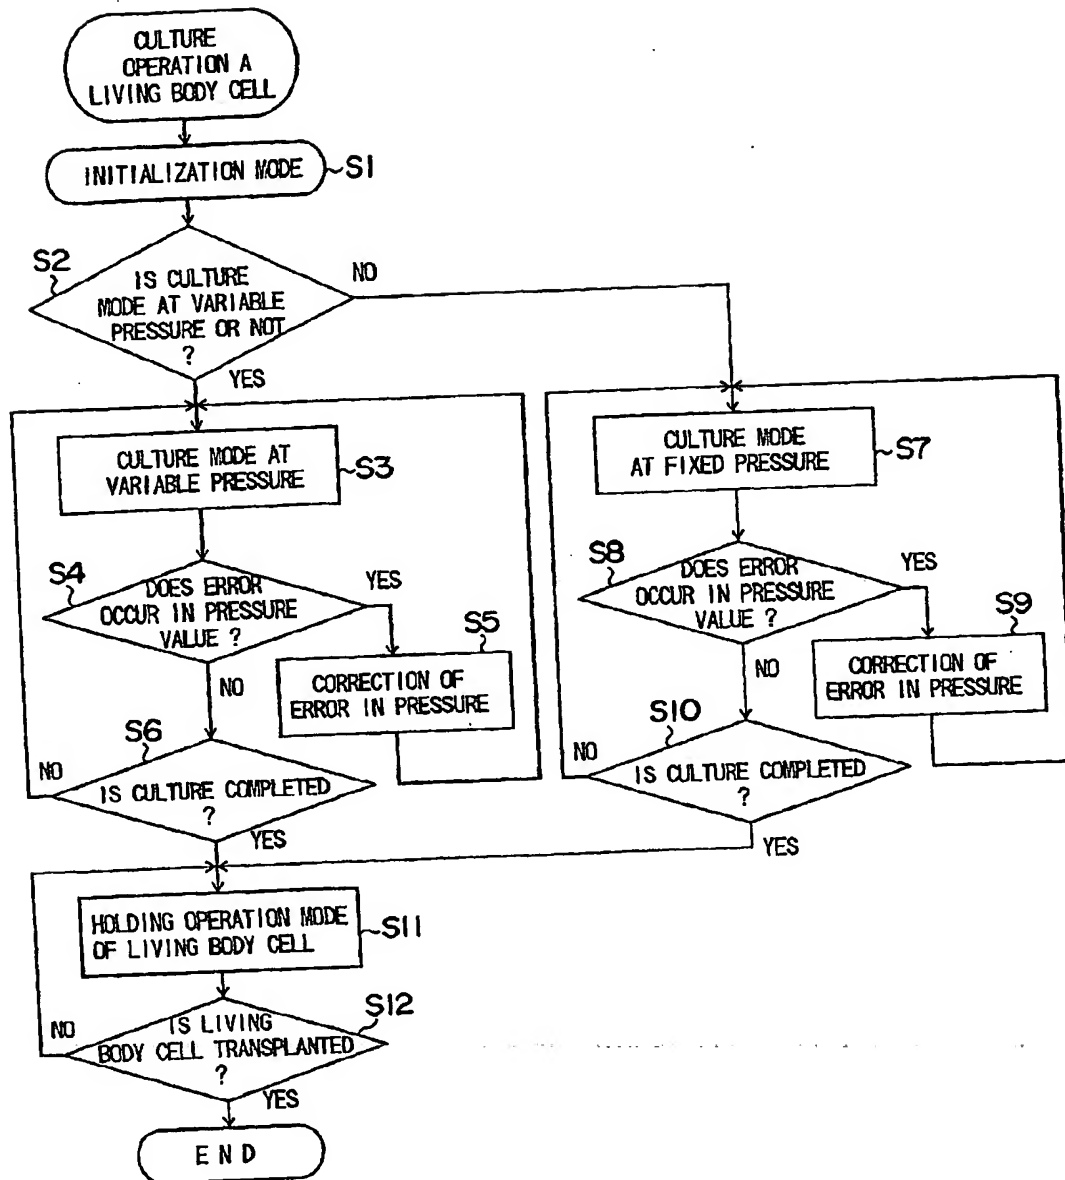 CULTURE
OPERATION A
LIVING BODY CELL
INITIALIZATION MODE
S1
S2
IS CULTURE
MODE AT VARIABLE
PRESSURE OR NOT
?
NO
YES
CULTURE MODE AT
VARIABLE PRESSURE
S3
S4
DOES ERROR
OCCUR IN PRESSURE
VALUE ?
YES
NO
S5
CORRECTION OF
ERROR IN PRESSURE
S6
IS CULTURE COMPLETED
?
NO
YES
CULTURE MODE
AT FIXED PRESSURE
S7
S8
DOES ERROR
OCCUR IN PRESSURE
VALUE ?
YES
NO
S9
CORRECTION OF
ERROR IN PRESSURE
S10
IS CULTURE COMPLETED
?
NO
YES
HOLDING OPERATION MODE
OF LIVING BODY CELL
S11
S12
IS LIVING
BODY CELL TRANSPLANTED
?
NO
YES
END